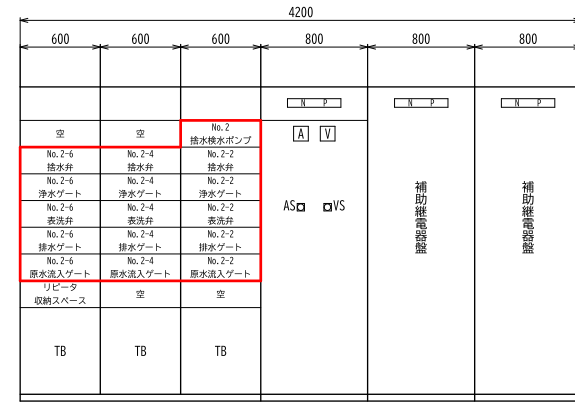 4200
600 600 600 800 800 800
N P N P N P
空 空 No.2
捨水検水ポンプ
A V
No.2-6 No.2-4 No.2-2
捨水弁 捨水弁 捨水弁
No.2-6 No.2-4 No.2-2
浄水ゲート 浄水ゲート 浄水ゲート
No.2-6 No.2-4 No.2-2
表洗弁 表洗弁 表洗弁
AS VS
No.2-6 No.2-4 No.2-2
排水ゲート 排水ゲート 排水ゲート
No.2-6 No.2-4 No.2-2
原水流入ゲート 原水流入ゲート 原水流入ゲート
リピータ
収納スペース 空 空
TB TB TB
補助継電器盤
補助継電器盤